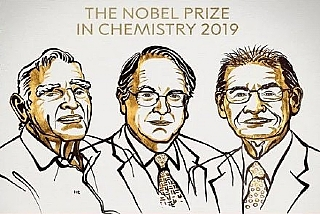 THE NOBEL PRIZE
IN CHEMISTRY 2019